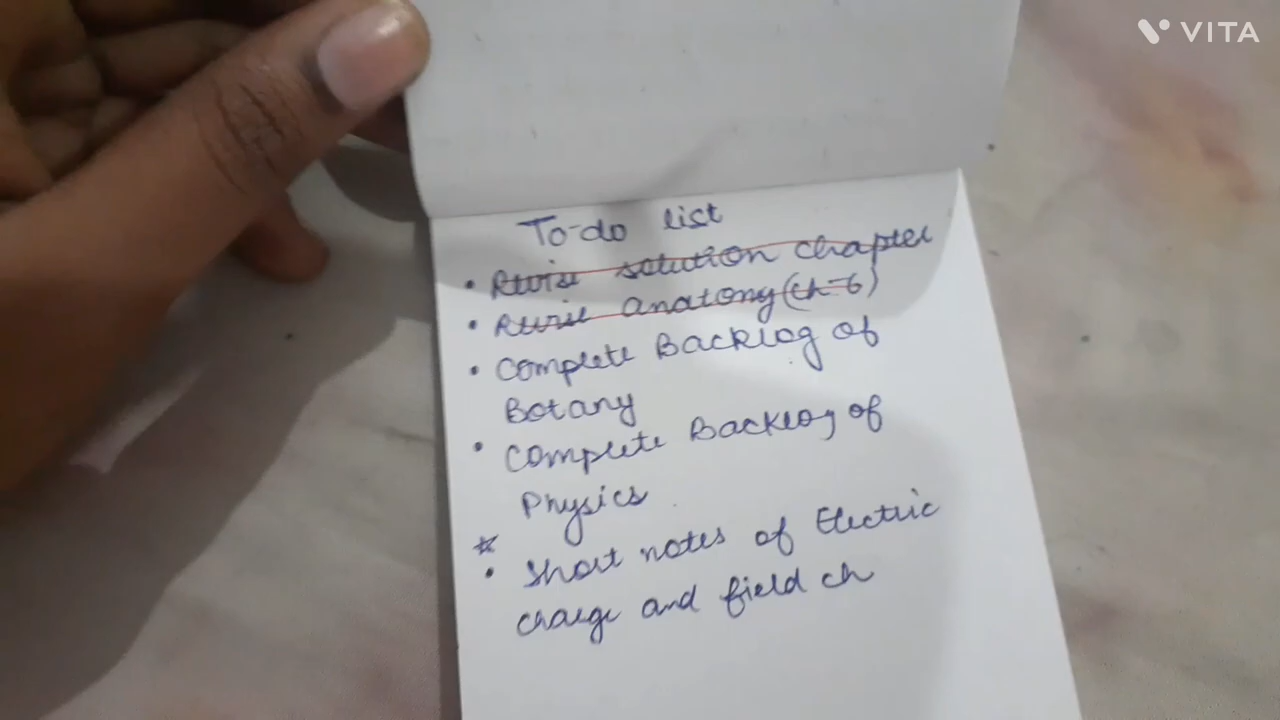 VITA
To-do list
• Revise solution chapter
• Revise anatomy (ch-6)
• Complete Backlog of
Botany
• Complete Backlog of
Physics
☆
• Short notes of Electric
charge and field ch